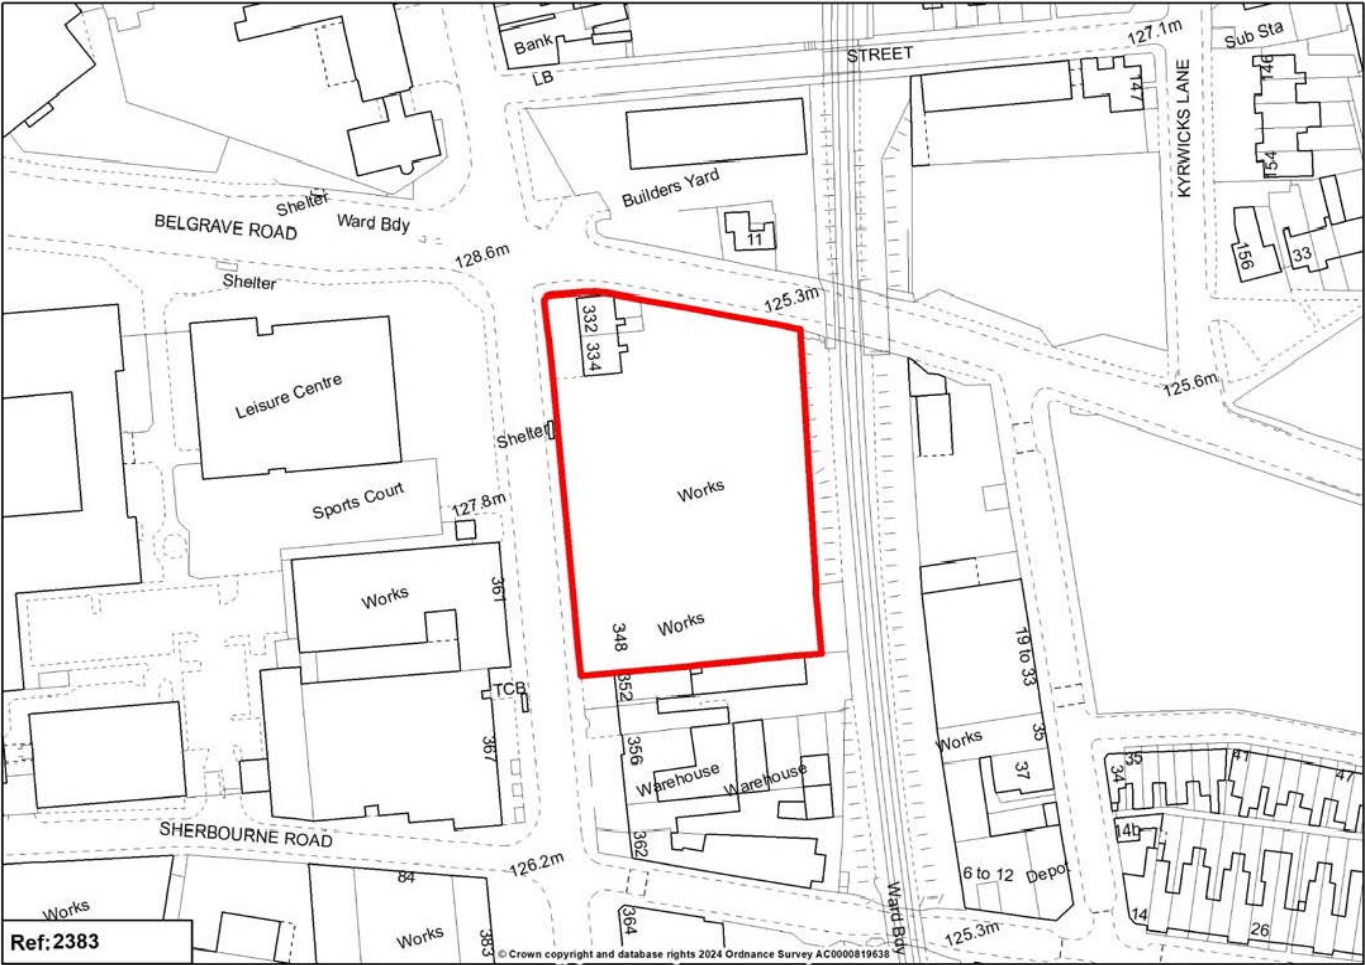 127.1m
Sub Sta
Bank
STREET
LB
146
147
KYRWICKS LANE
154
Builders Yard
Shelter
BELGRAVE ROAD
Ward Bdy
11
128.6m
156
33
Shelter
125.3m
332
334
Leisure Centre
125.6m
Shelter
Works
Sports Court
127.8m
Works
361
348
Works
19 to 33
TCB
352
Works
35
367
356
Warehouse
Warehouse
37
34
35
41
47
SHERBOURNE ROAD
362
14b
126.2m
84
6 to 12
Depot
Works
Ward Bdy
14
364
26
Works
383
125.3m
Ref:2383
© Crown copyright and database rights 2024 Ordnance Survey AC0000819638